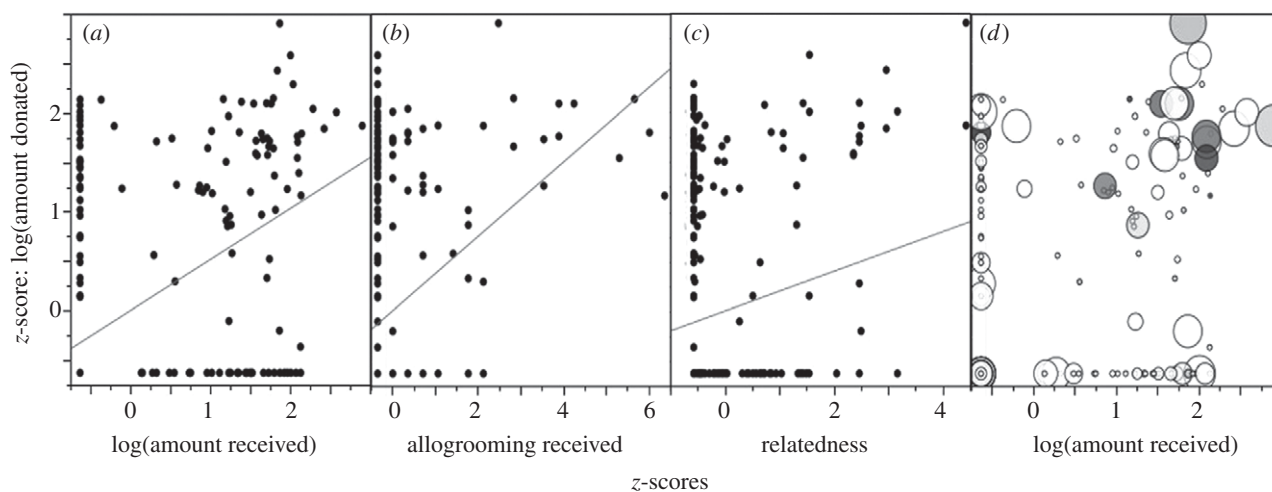 (a) (b) (c) (d)
z-score: log(amount donated)
2
1
0
0 1 2 0 2 4 6 0 2 4 0 1 2
log(amount received) allogrooming received relatedness log(amount received)
z-scores